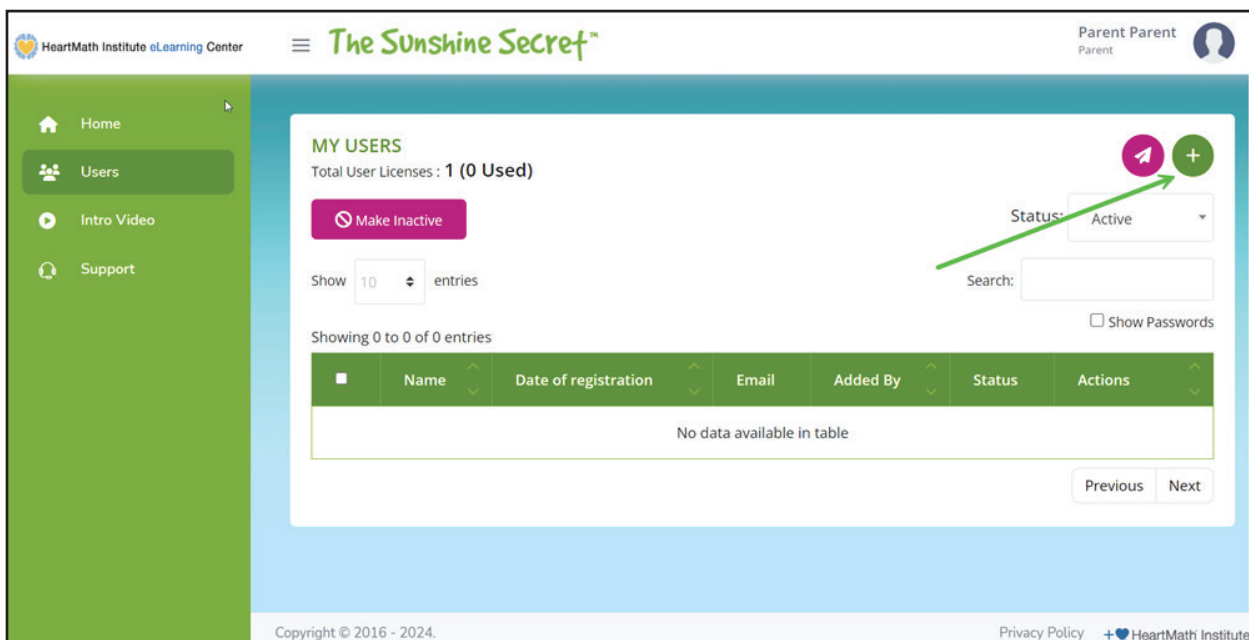 HeartMath Institute eLearning Center
The Sunshine Secret™
Parent Parent
Parent
Home
Users
Intro Video
Support
MY USERS
Total User Licenses : 1 (0 Used)
Make Inactive
Status: Active
Show 10 entries
Search:
Show Passwords
Showing 0 to 0 of 0 entries
Name Date of registration Email Added By Status Actions
No data available in table
Previous Next
Copyright © 2016 - 2024.
Privacy Policy HeartMath Institute